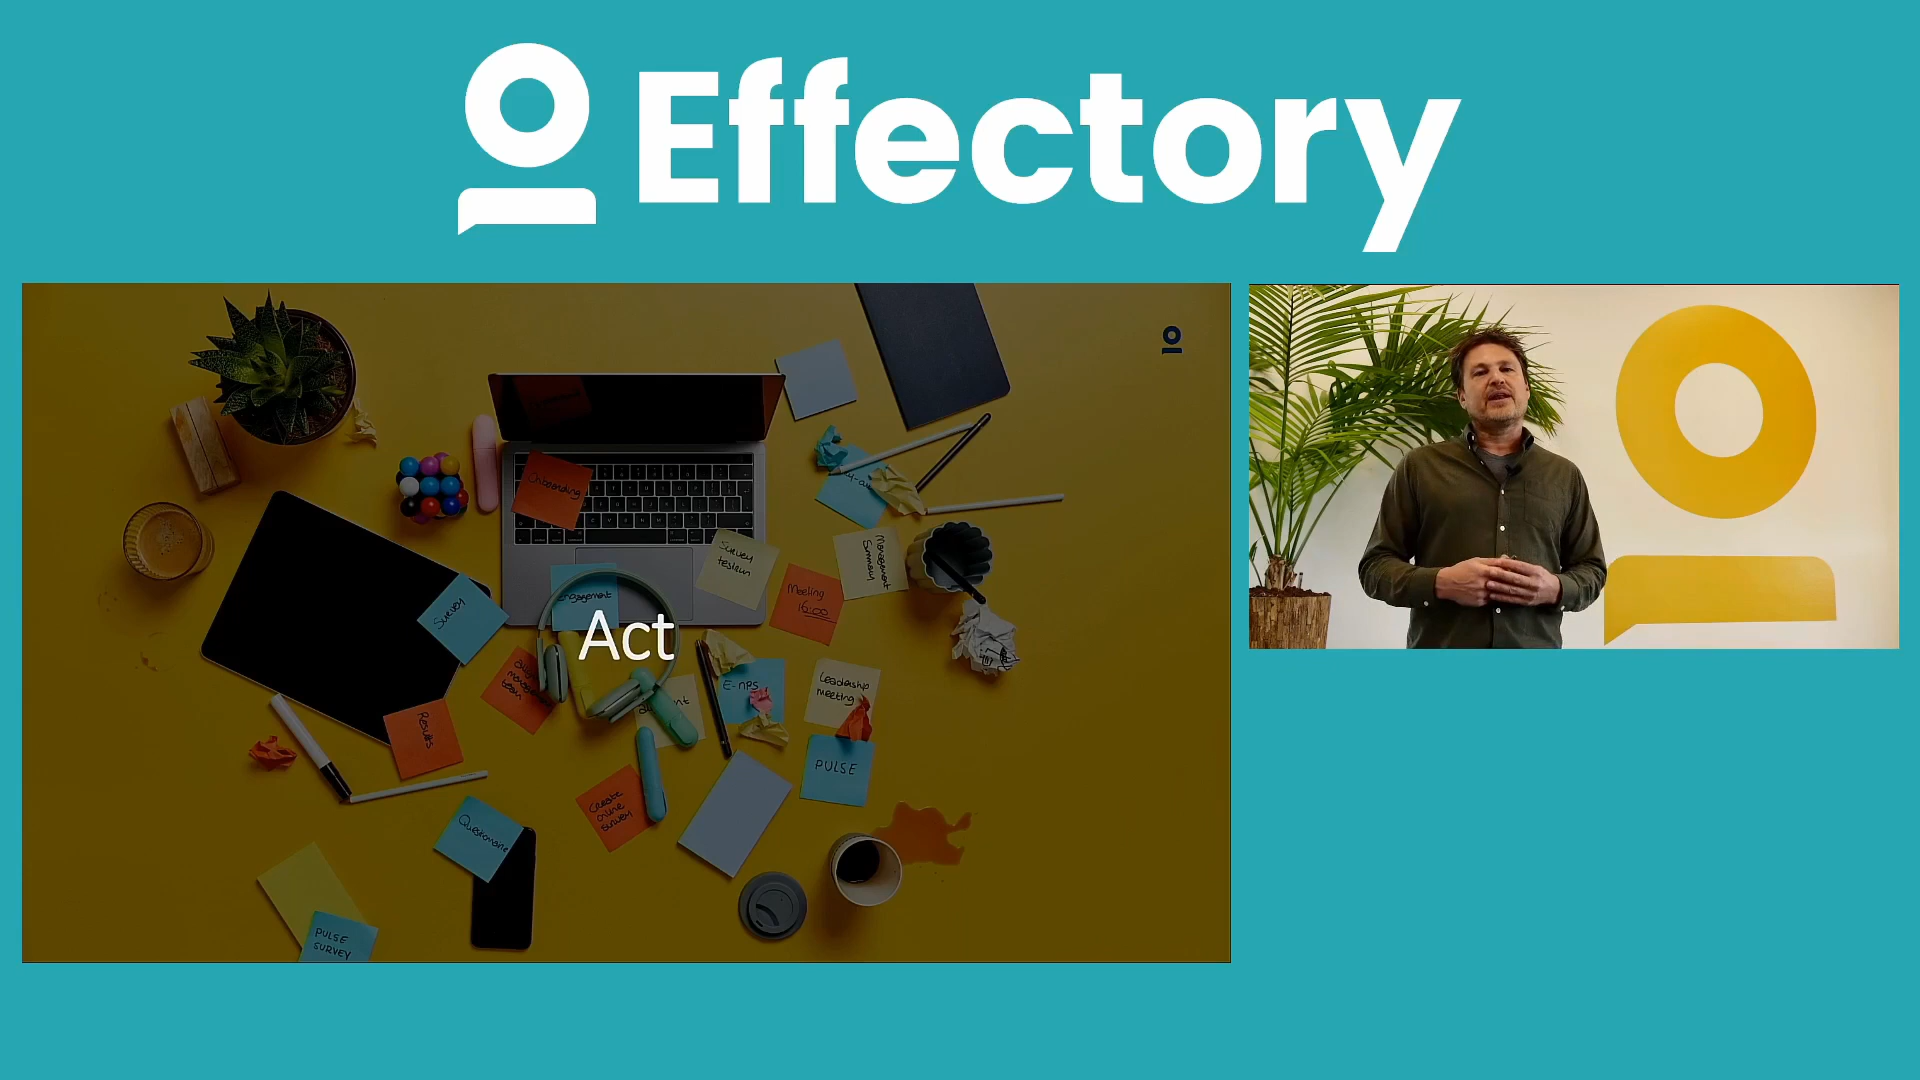 Effectory
Onboarding
Survey
Management
Summary
Meeting
16:00
Engagement
Survey
Act
E-nps
Leadership
meeting
Results
PULSE
Create
online
survey
Questionnaire
PULSE
SURVEY